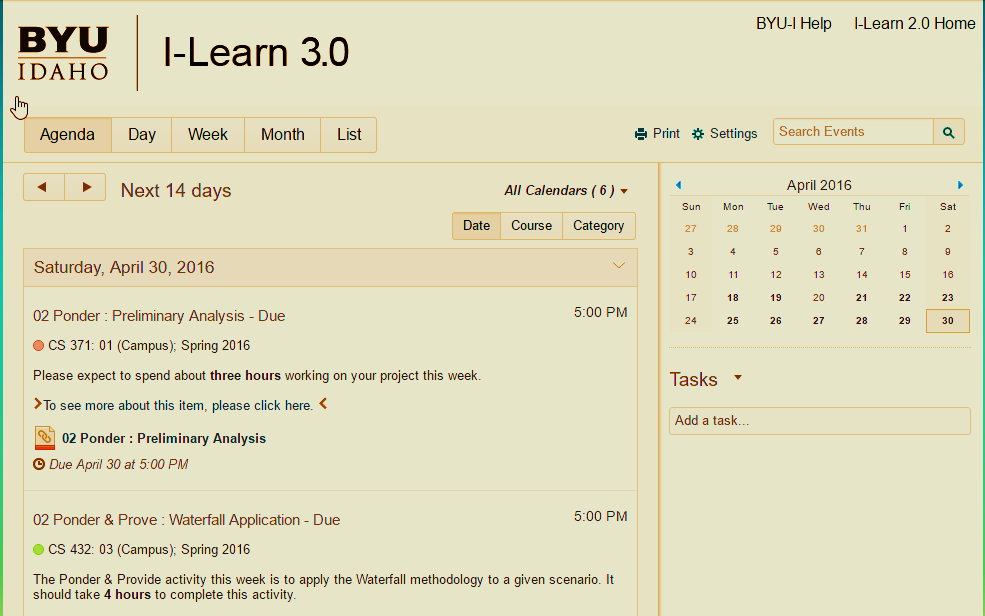 BYU-I Help I-Learn 2.0 Home
BYU
IDAHO
I-Learn 3.0
Agenda Day Week Month List
Print Settings Search Events
Next 14 days
All Calendars ( 6 )
Date Course Category
Saturday, April 30, 2016
02 Ponder : Preliminary Analysis - Due 5:00 PM
CS 371: 01 (Campus); Spring 2016
Please expect to spend about three hours working on your project this week.
To see more about this item, please click here.
02 Ponder : Preliminary Analysis
Due April 30 at 5:00 PM
02 Ponder & Prove : Waterfall Application - Due 5:00 PM
CS 432: 03 (Campus); Spring 2016
The Ponder & Provide activity this week is to apply the Waterfall methodology to a given scenario. It
should take 4 hours to complete this activity.
April 2016
Sun Mon Tue Wed Thu Fri Sat
27 28 29 30 31 1 2
3 4 5 6 7 8 9
10 11 12 13 14 15 16
17 18 19 20 21 22 23
24 25 26 27 28 29 30
Tasks
Add a task...